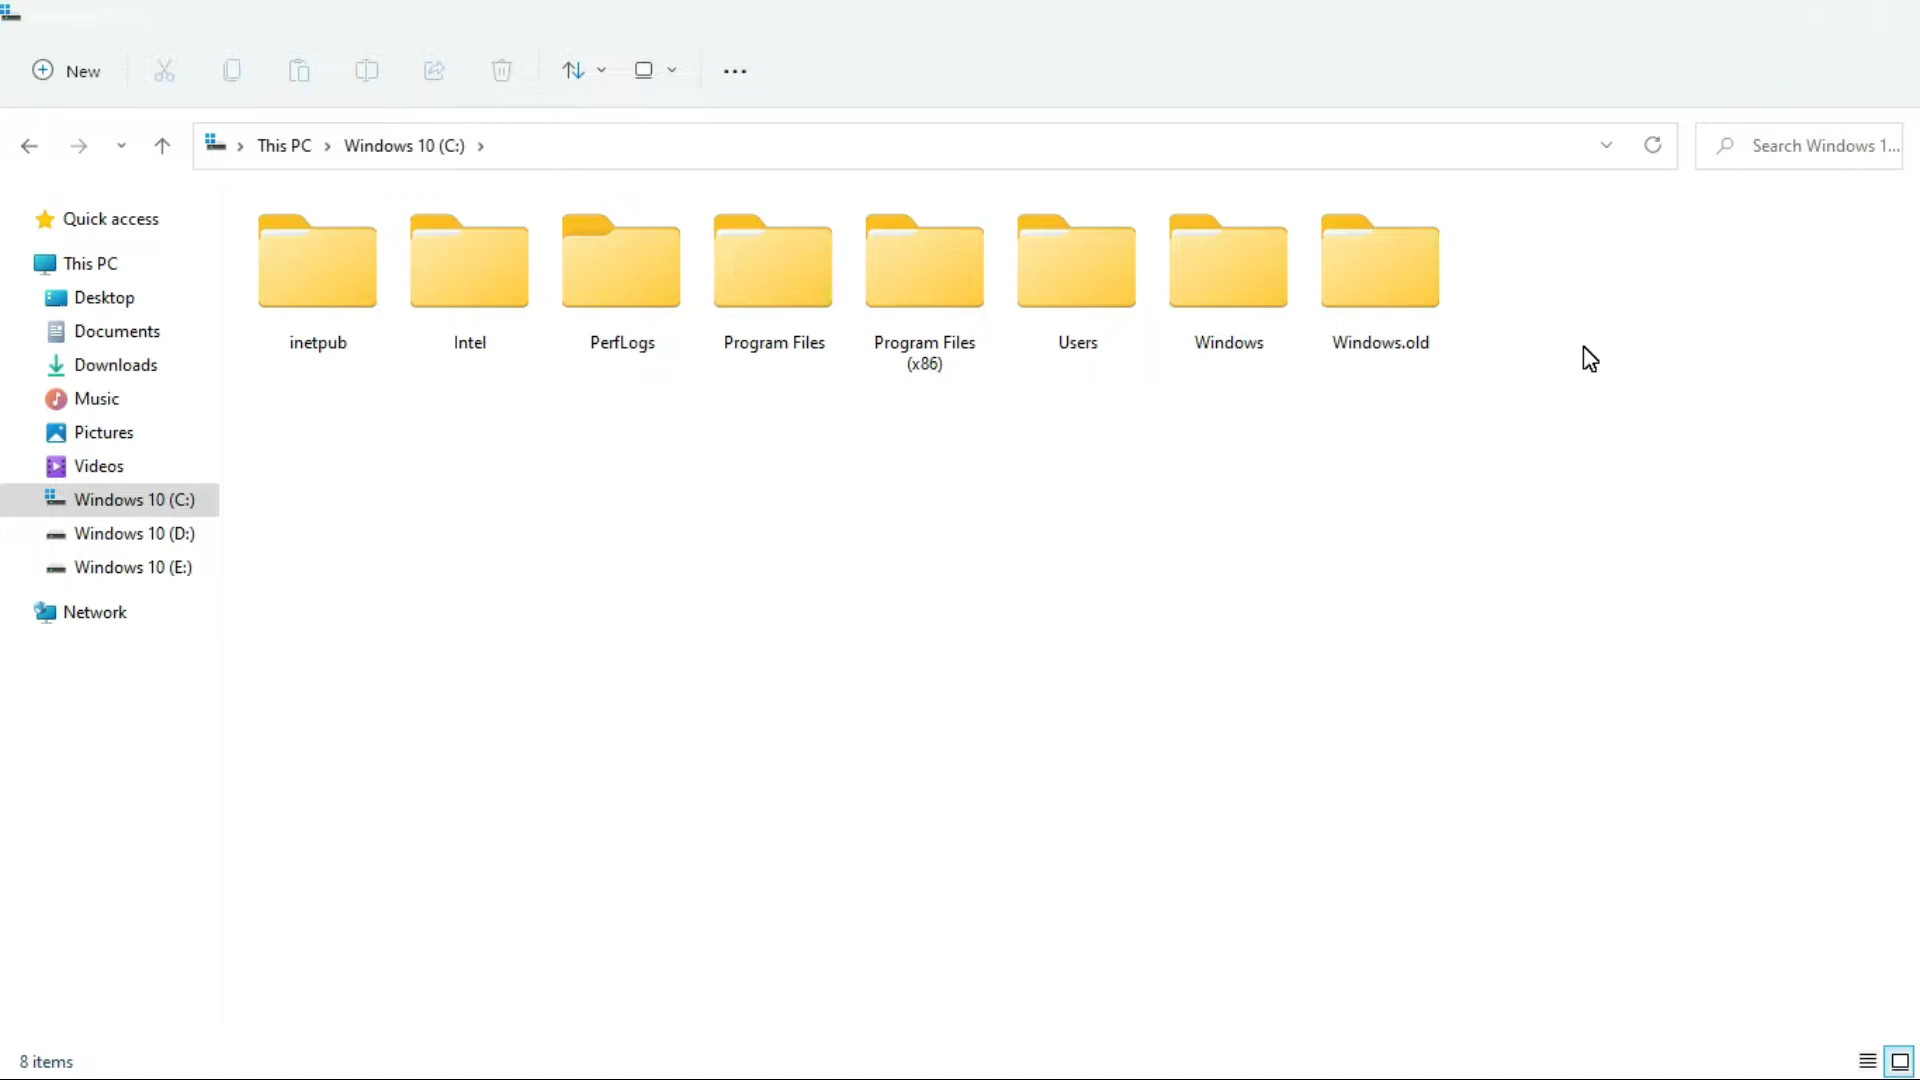 New
This PC
Windows 10 (C:)
Search Windows 1...
Quick access
This PC
Desktop
Documents
Downloads
Music
Pictures
Videos
Windows 10 (C:)
Windows 10 (D:)
Windows 10 (E:)
Network
inetpub
Intel
PerfLogs
Program Files
Program Files
(x86)
Users
Windows
Windows.old
8 items